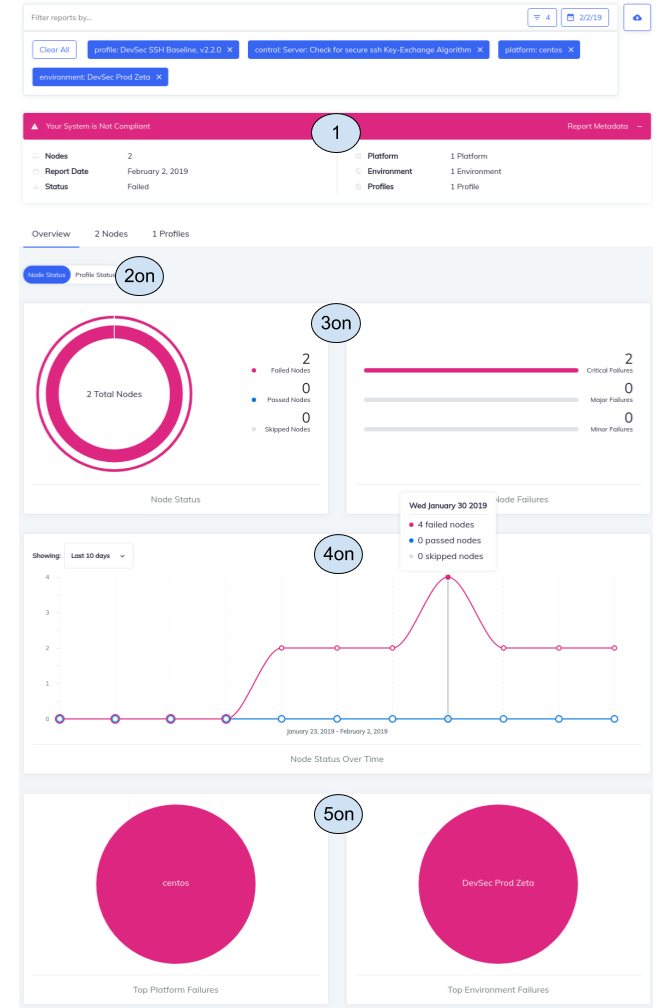 Filter reports by...
4
2/2/19
Clear All
profile: DevSec SSH Baseline, v2.2.0 ×
control: Server: Check for secure ssh Key-Exchange Algorithm ×
platform: centos ×
environment: DevSec Prod Zeta ×
Your System is Not Compliant
1
Report Metadata –
Nodes 2
Platform 1 Platform
Report Date February 2, 2019
Environment 1 Environment
Status Failed
Profiles 1 Profile
Overview 2 Nodes 1 Profiles
Node Status Profile Status
2on
3on
2 Total Nodes
2
Failed Nodes
0
Passed Nodes
0
Skipped Nodes
2
Critical Failures
0
Major Failures
0
Minor Failures
Node Status
Node Failures
Wed January 30 2019
4 failed nodes
0 passed nodes
0 skipped nodes
Showing: Last 10 days
4on
4
3
2
1
0
January 23, 2019 - February 2, 2019
Node Status Over Time
5on
centos
DevSec Prod Zeta
Top Platform Failures
Top Environment Failures